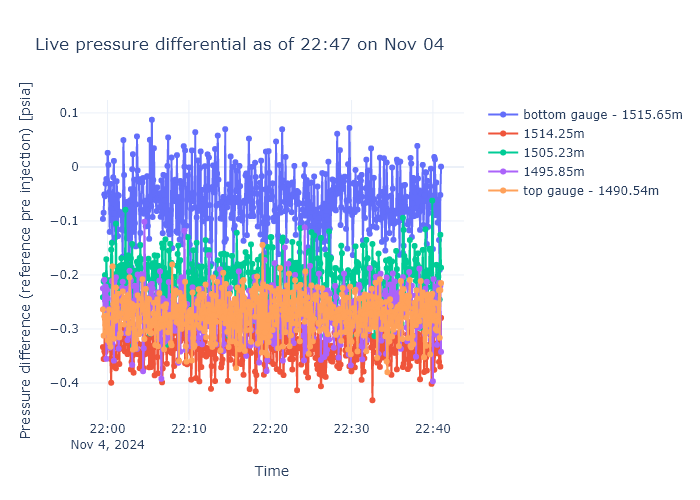 Live pressure differential as of 22:47 on Nov 04
Pressure difference (reference pre injection) [psia]
0.1
0
−0.1
−0.2
−0.3
−0.4
22:00
Nov 4, 2024
22:10
22:20
22:30
22:40
Time
bottom gauge - 1515.65m
1514.25m
1505.23m
1495.85m
top gauge - 1490.54m